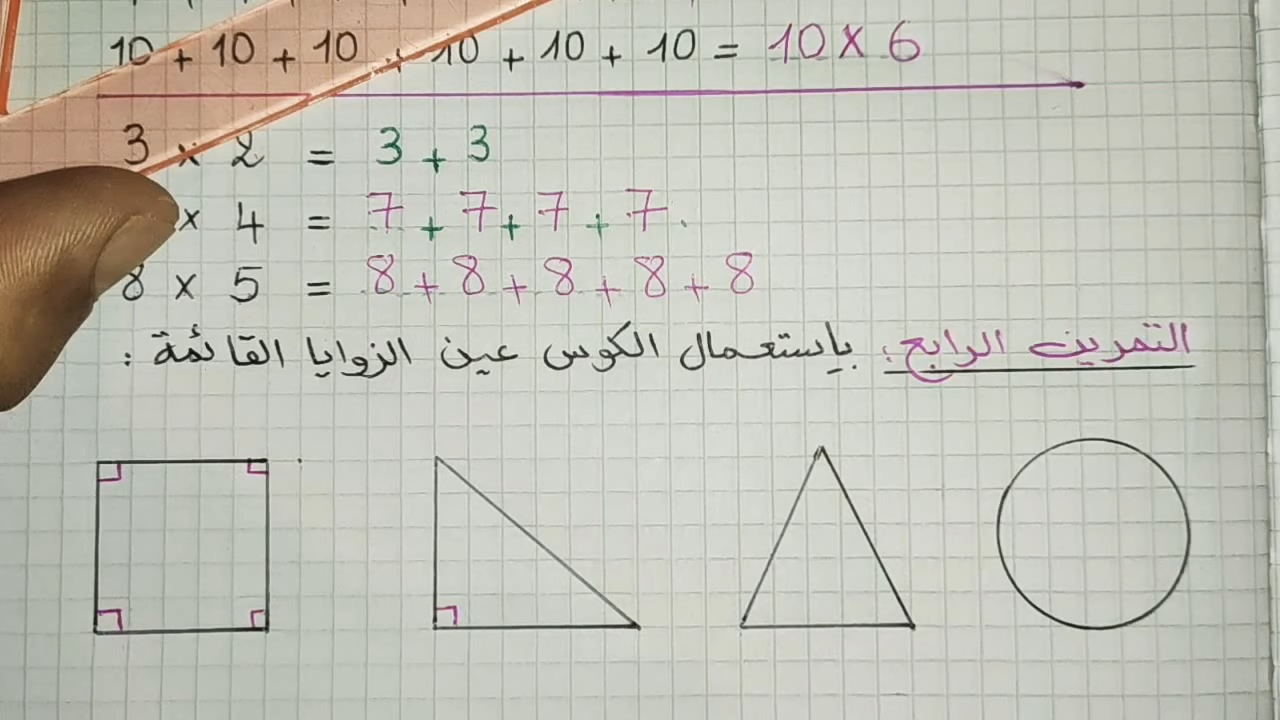 10 + 10 + 10 + 10 + 10 + 10 = 10 × 6
3 × 2 = 3 + 3
× 4 = 7 + 7 + 7 + 7
8 × 5 = 8 + 8 + 8 + 8 + 8
التمرين الرابع: بإستعمال الكوس عين الزوايا القائمة :